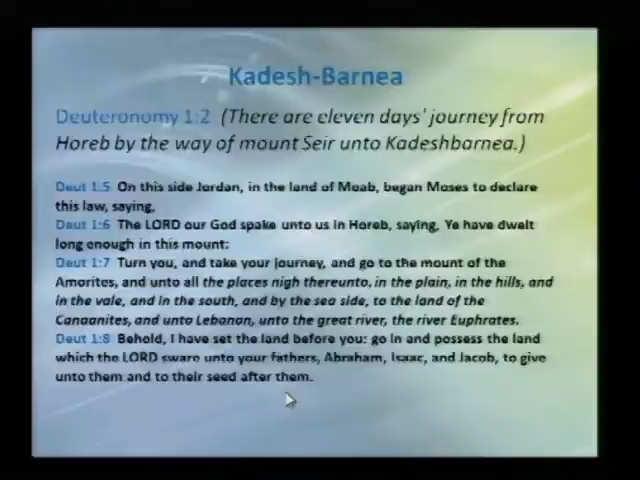 Kadesh-Barnea
Deuteronomy 1:2 (There are eleven days' journey from
Horeb by the way of mount Seir unto Kadeshbarnea.)
Deut 1:5 On this side Jordan, in the land of Moab, began Moses to declare
this law, saying,
Deut 1:6 The LORD our God spake unto us in Horeb, saying, Ye have dwelt
long enough in this mount:
Deut 1:7 Turn you, and take your journey, and go to the mount of the
Amorites, and unto all the places nigh thereunto, in the plain, in the hills, and
in the vale, and in the south, and by the sea side, to the land of the
Canaanites, and unto Lebanon, unto the great river, the river Euphrates.
Deut 1:8 Behold, I have set the land before you: go in and possess the land
which the LORD sware unto your fathers, Abraham, Isaac, and Jacob, to give
unto them and to their seed after them.